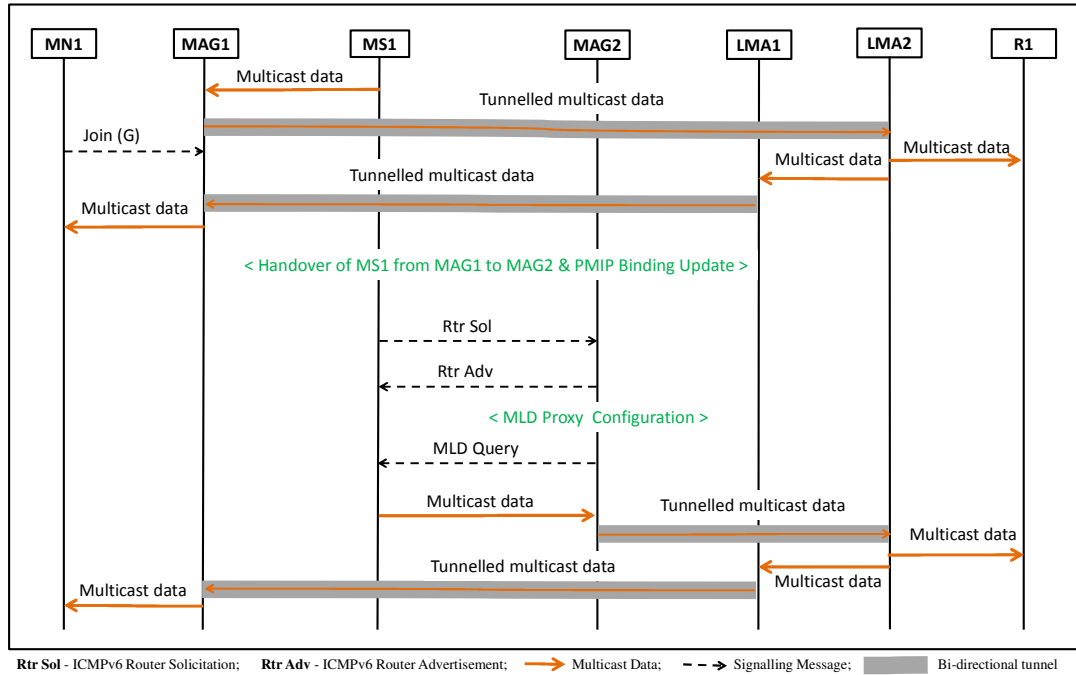 MN1
MAG1
MS1
MAG2
LMA1
LMA2
R1
Multicast data
Tunnelled multicast data
Join (G)
Multicast data
Multicast data
Tunnelled multicast data
Multicast data
< Handover of MS1 from MAG1 to MAG2 & PMIP Binding Update >
Rtr Sol
Rtr Adv
< MLD Proxy Configuration >
MLD Query
Multicast data
Tunnelled multicast data
Multicast data
Tunnelled multicast data
Multicast data
Multicast data
Rtr Sol - ICMPv6 Router Solicitation; Rtr Adv - ICMPv6 Router Advertisement; Multicast Data; Signalling Message; Bi-directional tunnel